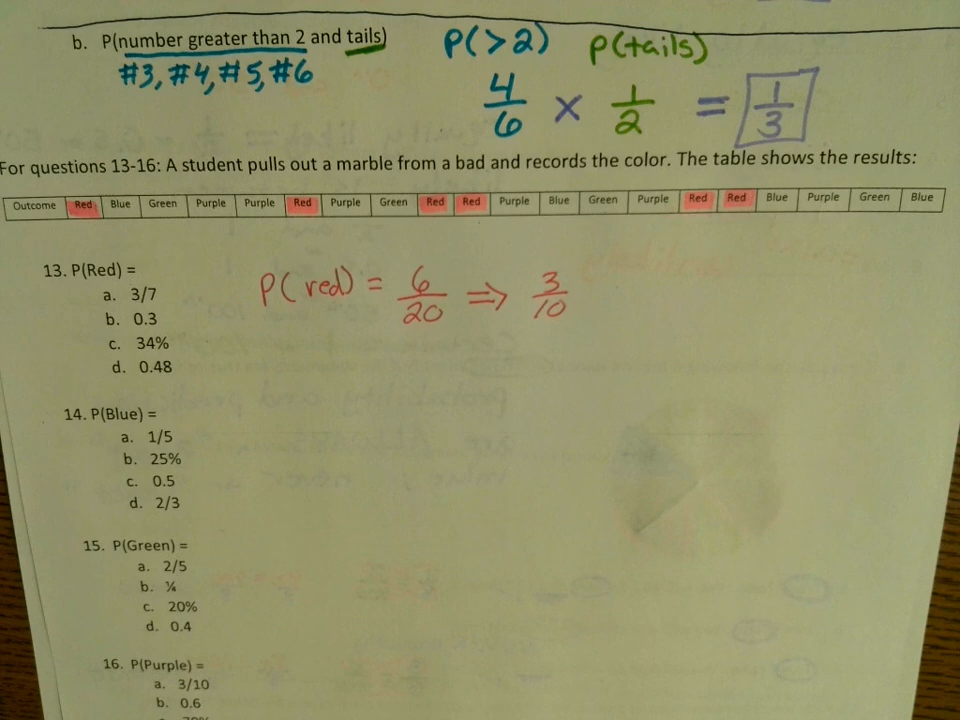 b. P(number greater than 2 and tails)
P(>2) P(tails)
#3, #4, #5, #6
4/6 x 1/2 = 1/3
For questions 13-16: A student pulls out a marble from a bad and records the color. The table shows the results:
Outcome Red Blue Green Purple Purple Red Purple Green Red Red Purple Blue Green Purple Red Red Blue Purple Green Blue
13. P(Red) =
P(red) = 6/20 => 3/10
a. 3/7
b. 0.3
c. 34%
d. 0.48
14. P(Blue) =
a. 1/5
b. 25%
c. 0.5
d. 2/3
15. P(Green) =
a. 2/5
b. ¼
c. 20%
d. 0.4
16. P(Purple) =
a. 3/10
b. 0.6